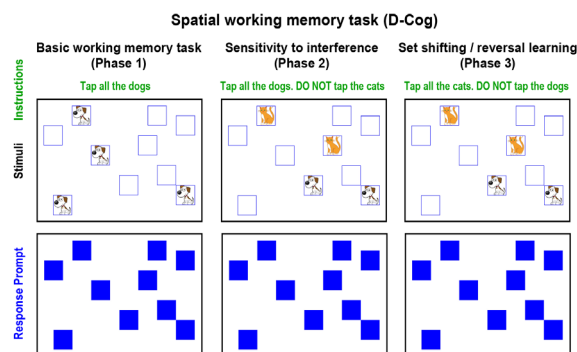 Spatial working memory task (D-Cog)
Basic working memory task
(Phase 1)
Sensitivity to interference
(Phase 2)
Set shifting / reversal learning
(Phase 3)
Instructions
Tap all the dogs
Tap all the dogs. DO NOT tap the cats
Tap all the cats. DO NOT tap the dogs
Stimuli
Response Prompt